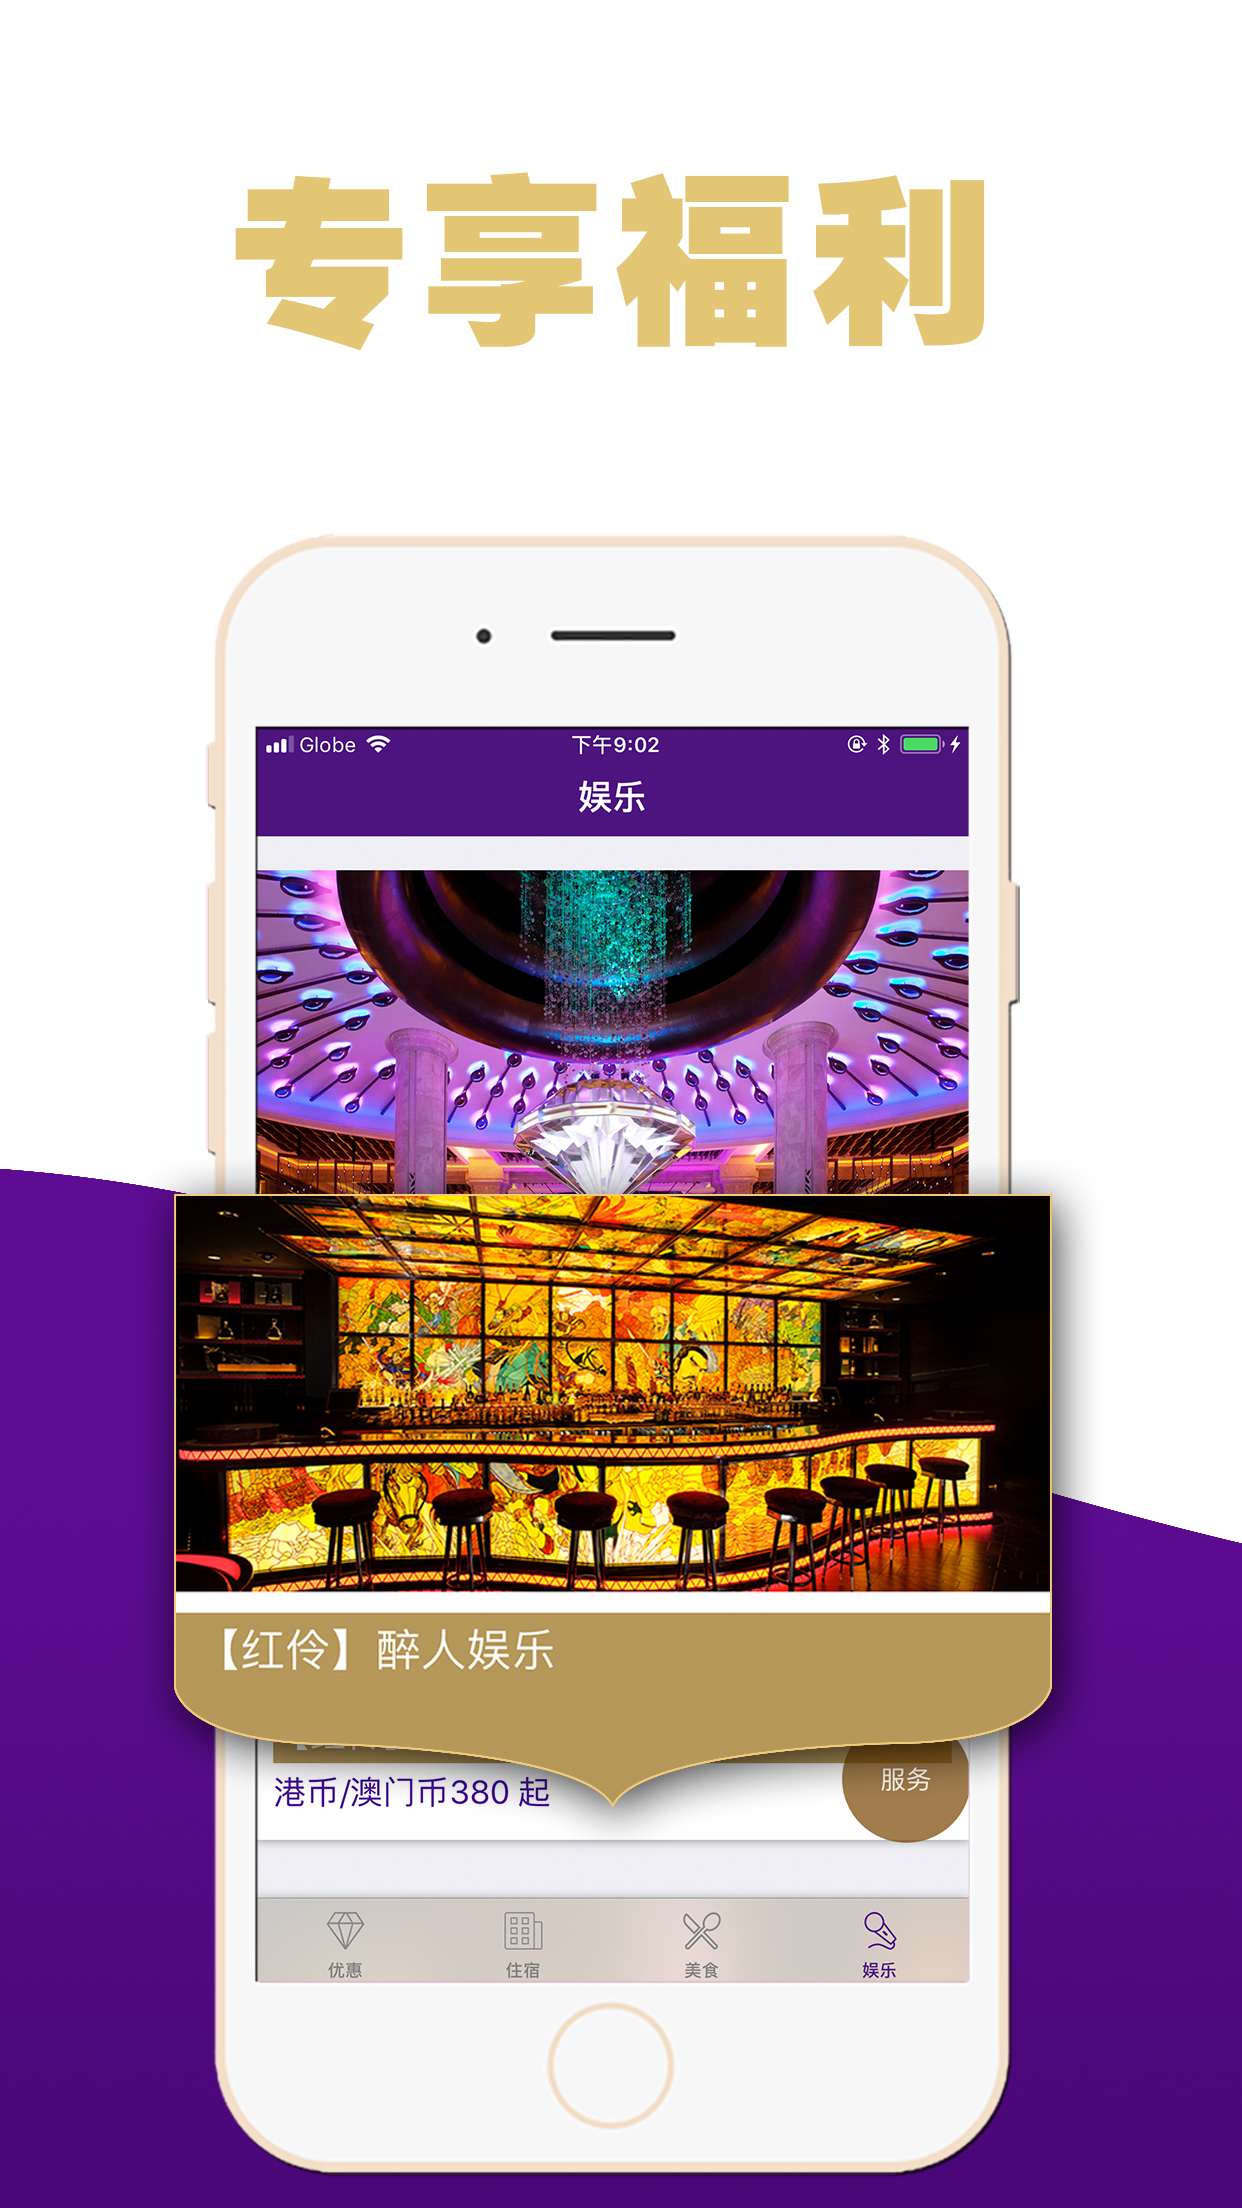 专享福利
Globe 下午9:02
娱乐
【红伶】醉人娱乐
港币/澳门币380 起
服务
优惠 住宿 美食 娱乐